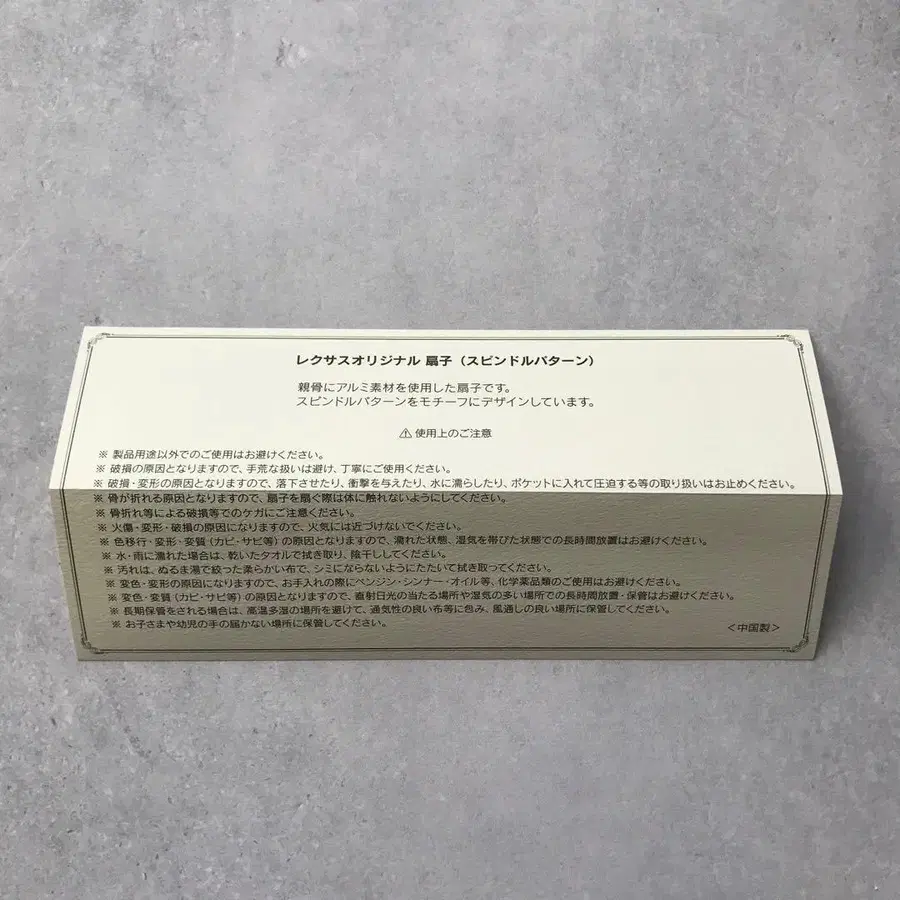 レクサスオリジナル 扇子（スピンドルパターン）
親骨にアルミ素材を使用した扇子です。
スピンドルパターンをモチーフにデザインしています。
⚠ 使用上のご注意
※ 製品用途以外でのご使用はお避けください。
※ 破損の原因となりますので、手荒な扱いは避け、丁寧にご使用ください。
※ 破損・変形の原因となりますので、落下させたり、衝撃を与えたり、水に濡らしたり、ポケットに入れて圧迫する等の取り扱いはお止めください。
※ 骨が折れる原因となりますので、扇子を扇ぐ際は体に触れないようにしてください。
※ 骨折れ等による破損等でのケガにご注意ください。
※ 火傷・変形・破損の原因になりますので、火気には近づけないでください。
※ 色移行・変形・変質（カビ・サビ等）の原因となりますので、濡れた状態、湿気を帯びた状態での長時間放置はお避けください。
※ 水・雨に濡れた場合は、乾いたタオルで拭き取り、陰干ししてください。
※ 汚れは、ぬるま湯で絞った柔らかい布で、シミにならないようにたたいて拭き取ってください。
※ 変色・変形の原因になりますので、お手入れの際にベンジン・シンナー・オイル等、化学薬品類のご使用はお避けください。
※ 変色・変質（カビ・サビ等）の原因となりますので、直射日光の当たる場所や湿気の多い場所での長時間放置・保管はお避けください。
※ 長期保管をされる場合は、高温多湿の場所を避けて、通気性の良い布等に包み、風通しの良い場所に保管してください。
※ お子さまや幼児の手の届かない場所に保管してください。
＜中国製＞